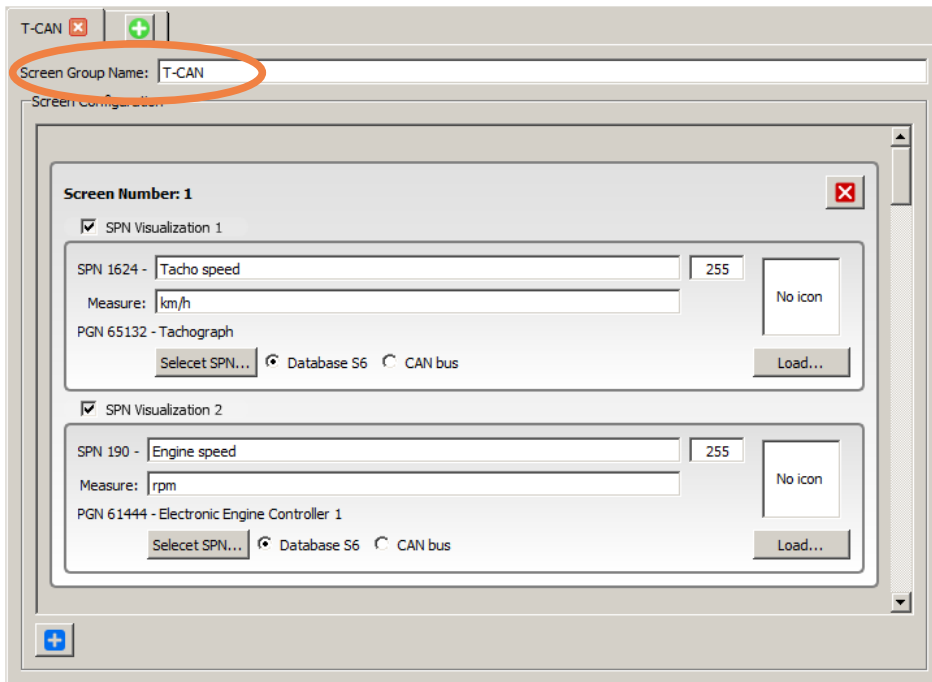 T-CAN
Screen Group Name: T-CAN
Screen Configuration
Screen Number: 1
SPN Visualization 1
SPN 1624 - Tacho speed 255
No icon
Measure: km/h
PGN 65132 - Tachograph
Selecet SPN... Database S6 CAN bus Load...
SPN Visualization 2
SPN 190 - Engine speed 255
No icon
Measure: rpm
PGN 61444 - Electronic Engine Controller 1
Selecet SPN... Database S6 CAN bus Load...